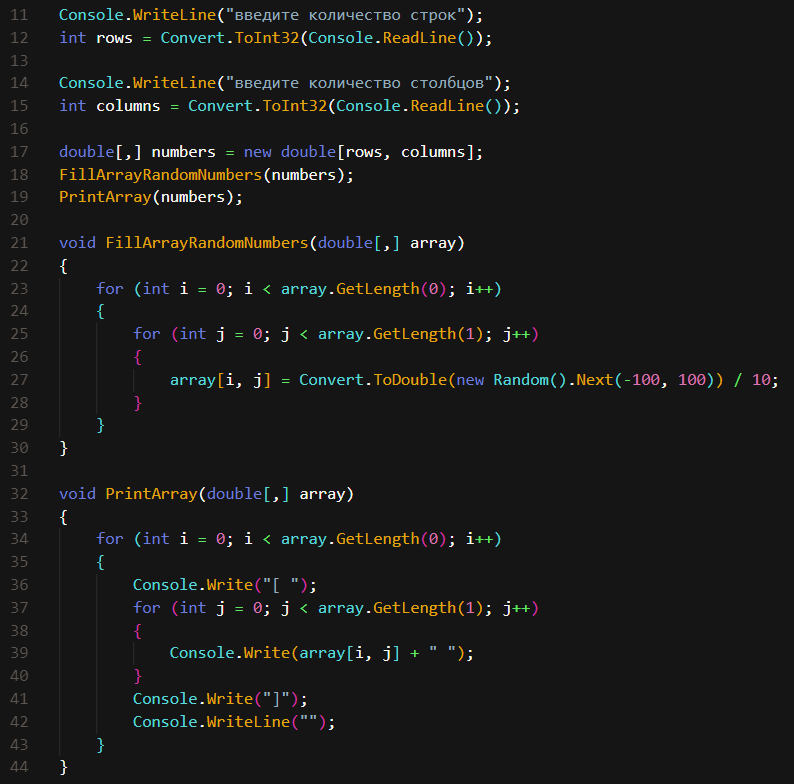 11 Console.WriteLine("введите количество строк");
12 int rows = Convert.ToInt32(Console.ReadLine());
13
14 Console.WriteLine("введите количество столбцов");
15 int columns = Convert.ToInt32(Console.ReadLine());
16
17 double[,] numbers = new double[rows, columns];
18 FillArrayRandomNumbers(numbers);
19 PrintArray(numbers);
20
21 void FillArrayRandomNumbers(double[,] array)
22 {
23     for (int i = 0; i < array.GetLength(0); i++)
24     {
25         for (int j = 0; j < array.GetLength(1); j++)
26         {
27             array[i, j] = Convert.ToDouble(new Random().Next(-100, 100)) / 10;
28         }
29     }
30 }
31
32 void PrintArray(double[,] array)
33 {
34     for (int i = 0; i < array.GetLength(0); i++)
35     {
36         Console.Write("[ ");
37         for (int j = 0; j < array.GetLength(1); j++)
38         {
39             Console.Write(array[i, j] + " ");
40         }
41         Console.Write("]");
42         Console.WriteLine("");
43     }
44 }